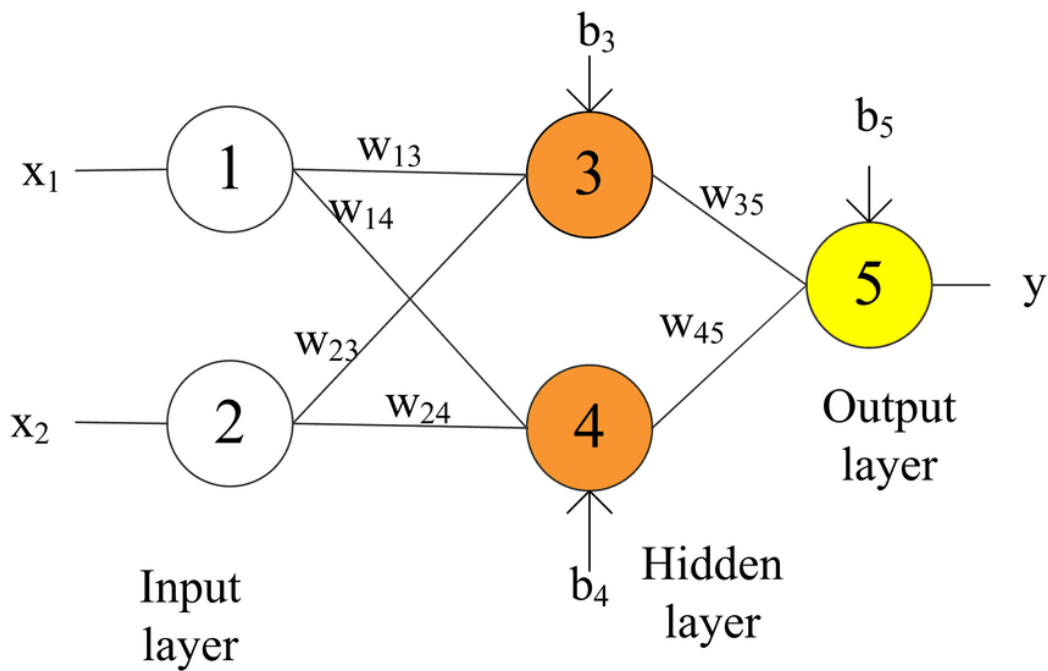 b₃
b₅
x₁
1
w₁₃
3
w₁₄
w₃₅
5
y
w₂₃
w₄₅
x₂
2
w₂₄
4
Output
layer
b₄
Hidden
layer
Input
layer